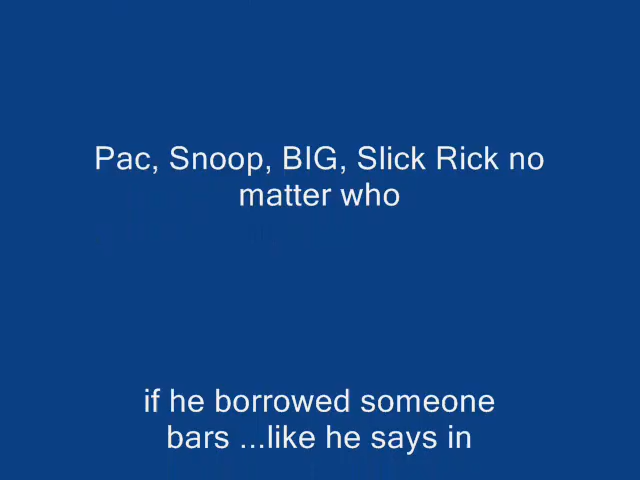 Pac, Snoop, BIG, Slick Rick no
matter who
if he borrowed someone
bars ...like he says in